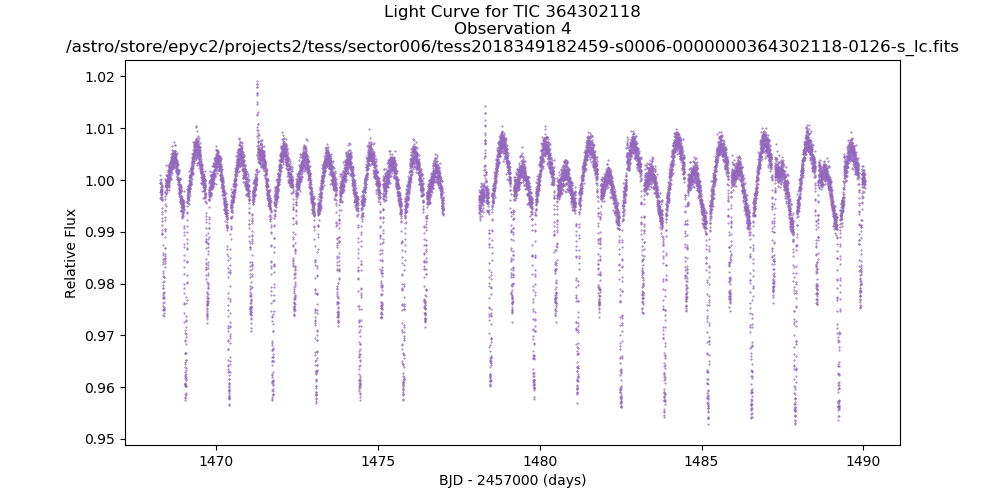 Light Curve for TIC 364302118
Observation 4
/astro/store/epyc2/projects2/tess/sector006/tess2018349182459-s0006-0000000364302118-0126-s_lc.fits
1.02
1.01
1.00
0.99
0.98
0.97
0.96
0.95
Relative Flux
1470
1475
1480
1485
1490
BJD - 2457000 (days)